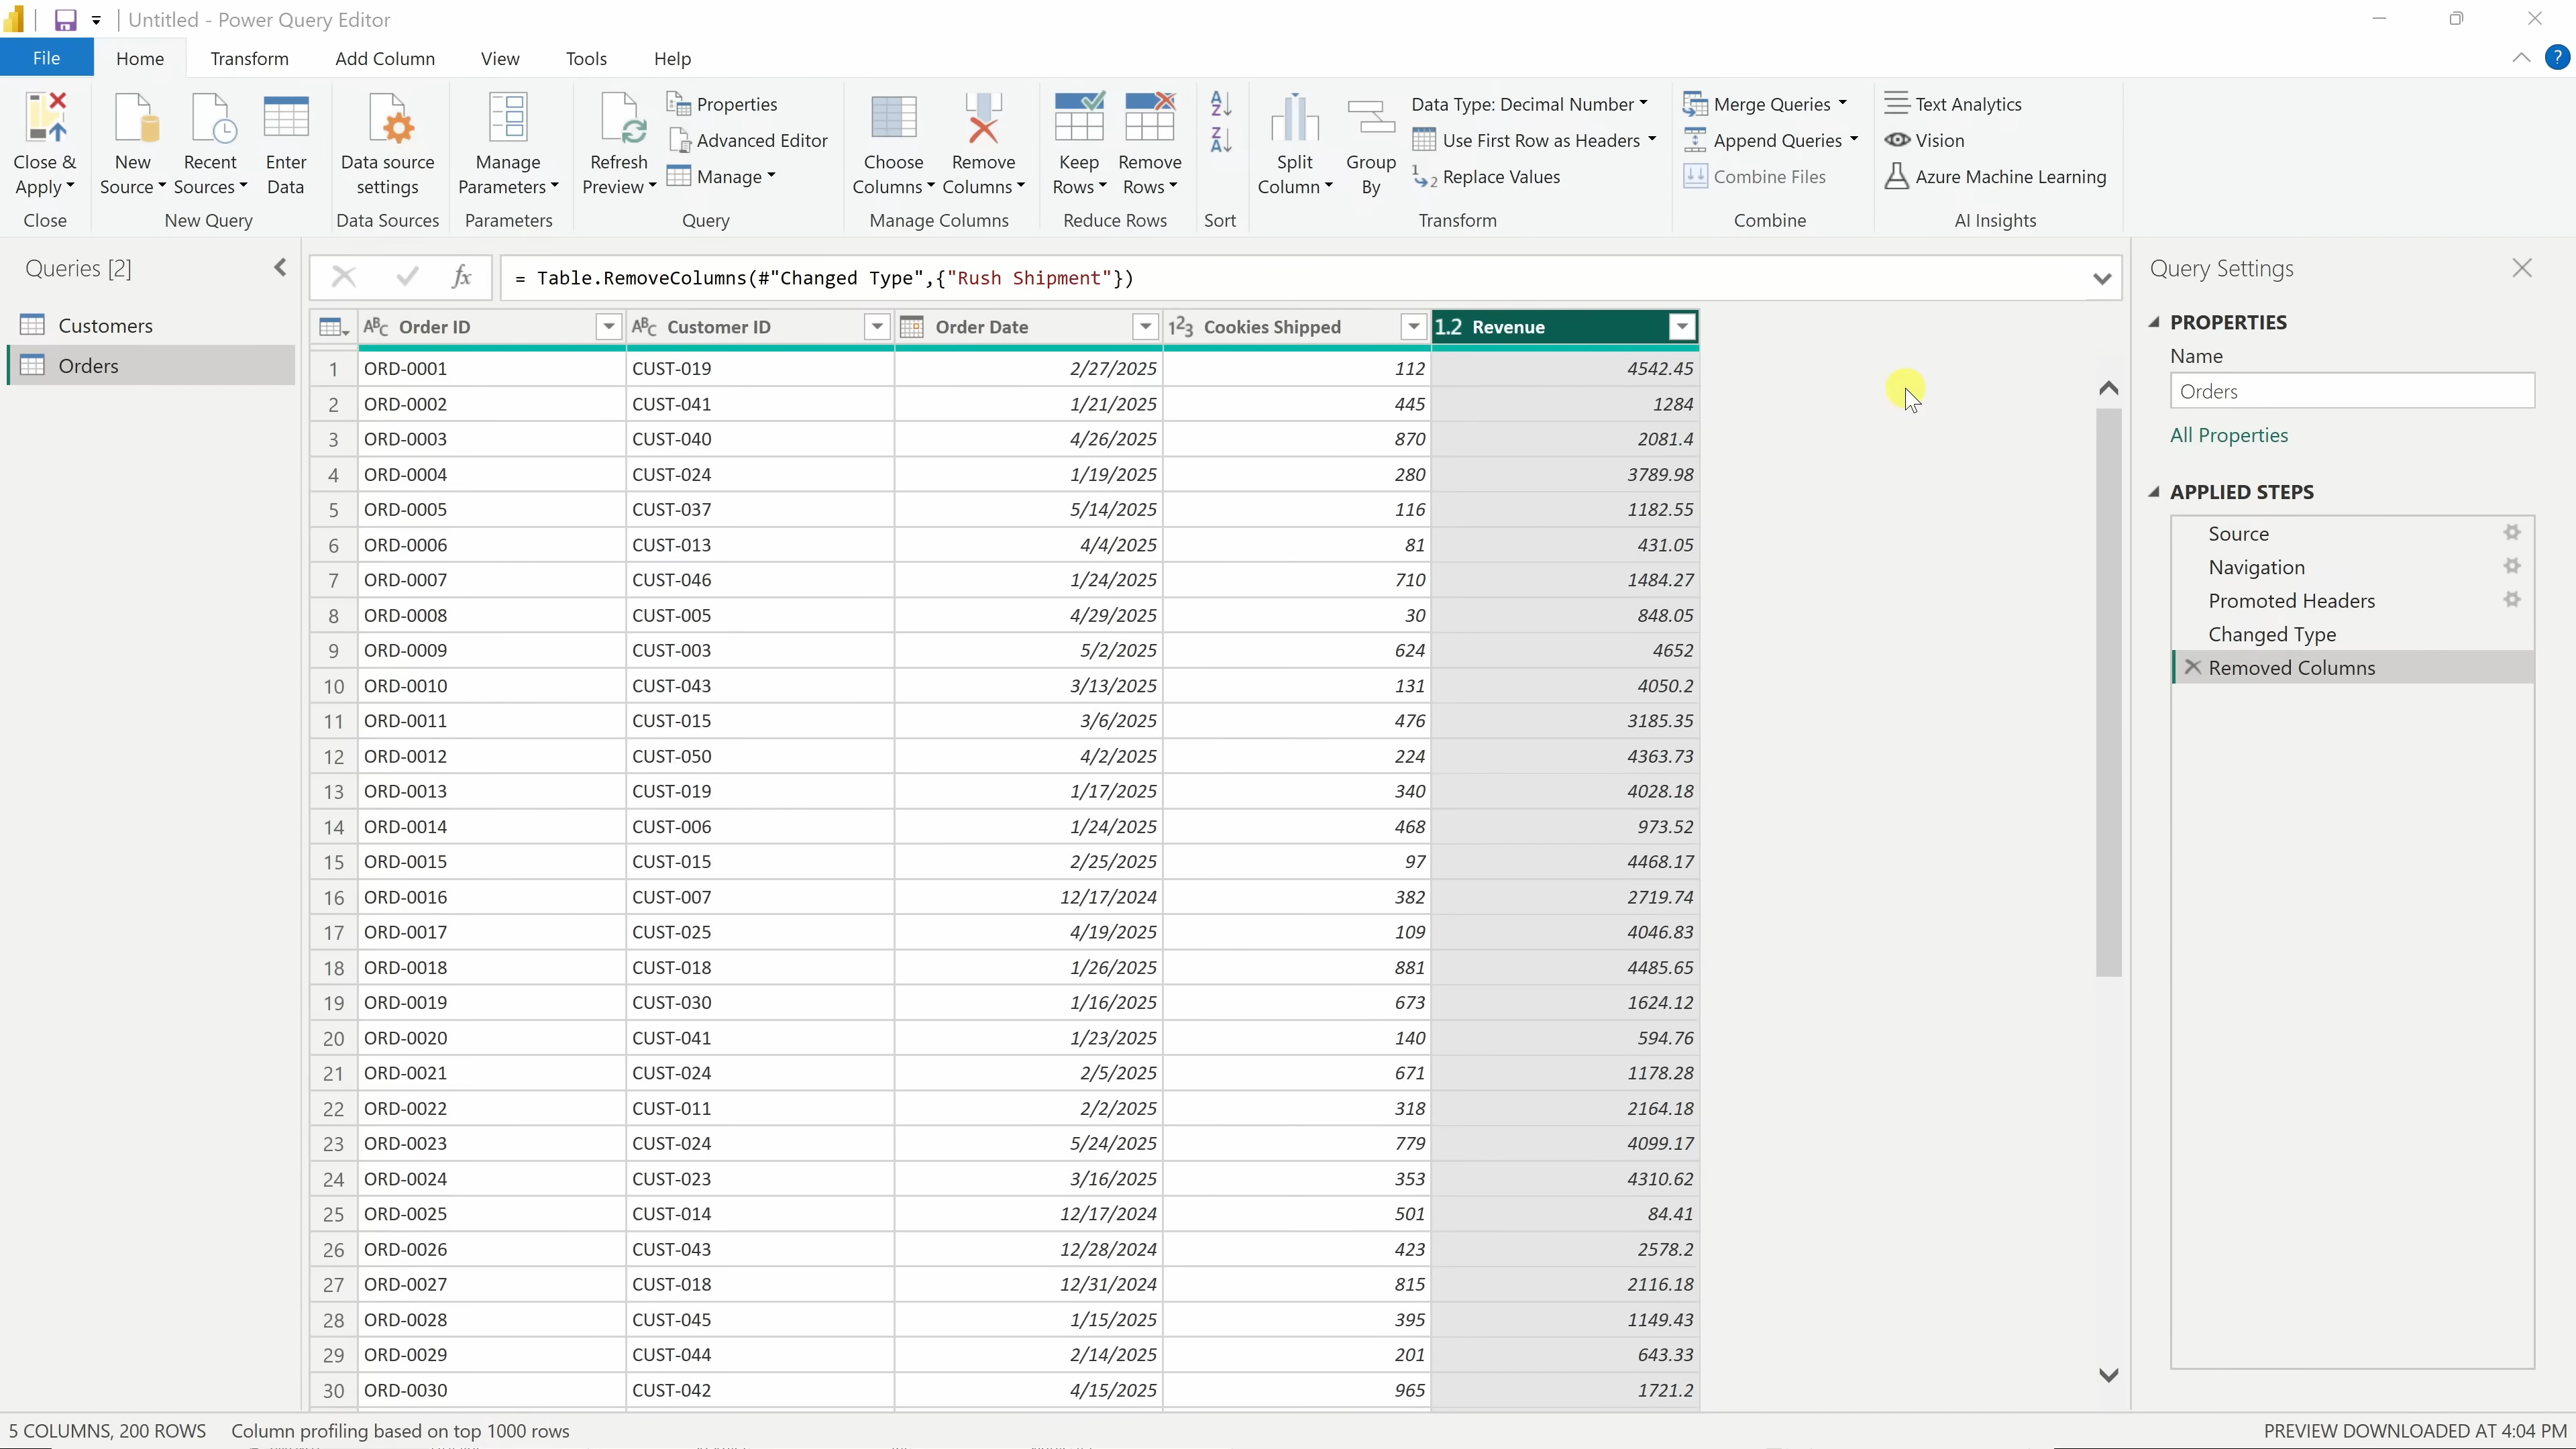 Untitled - Power Query Editor
File Home Transform Add Column View Tools Help
?
Close & Apply
Close
New Source
Recent Sources
Enter Data
New Query
Data source settings
Data Sources
Manage Parameters
Parameters
Refresh Preview
Properties
Advanced Editor
Manage
Query
Choose Columns
Remove Columns
Manage Columns
Keep Rows
Remove Rows
Reduce Rows
A Z
Z A
Sort
Split Column
Group By
Data Type: Decimal Number
Use First Row as Headers
1 2 Replace Values
Transform
Merge Queries
Append Queries
Combine Files
Combine
Text Analytics
Vision
Azure Machine Learning
AI Insights
Queries [2]
Customers
Orders
fx = Table.RemoveColumns(#"Changed Type",{"Rush Shipment"})
ABC Order ID ABC Customer ID Order Date 123 Cookies Shipped 1.2 Revenue
1 ORD-0001 CUST-019 2/27/2025 112 4542.45
2 ORD-0002 CUST-041 1/21/2025 445 1284
3 ORD-0003 CUST-040 4/26/2025 870 2081.4
4 ORD-0004 CUST-024 1/19/2025 280 3789.98
5 ORD-0005 CUST-037 5/14/2025 116 1182.55
6 ORD-0006 CUST-013 4/4/2025 81 431.05
7 ORD-0007 CUST-046 1/24/2025 710 1484.27
8 ORD-0008 CUST-005 4/29/2025 30 848.05
9 ORD-0009 CUST-003 5/2/2025 624 4652
10 ORD-0010 CUST-043 3/13/2025 131 4050.2
11 ORD-0011 CUST-015 3/6/2025 476 3185.35
12 ORD-0012 CUST-050 4/2/2025 224 4363.73
13 ORD-0013 CUST-019 1/17/2025 340 4028.18
14 ORD-0014 CUST-006 1/24/2025 468 973.52
15 ORD-0015 CUST-015 2/25/2025 97 4468.17
16 ORD-0016 CUST-007 12/17/2024 382 2719.74
17 ORD-0017 CUST-025 4/19/2025 109 4046.83
18 ORD-0018 CUST-018 1/26/2025 881 4485.65
19 ORD-0019 CUST-030 1/16/2025 673 1624.12
20 ORD-0020 CUST-041 1/23/2025 140 594.76
21 ORD-0021 CUST-024 2/5/2025 671 1178.28
22 ORD-0022 CUST-011 2/2/2025 318 2164.18
23 ORD-0023 CUST-024 5/24/2025 779 4099.17
24 ORD-0024 CUST-023 3/16/2025 353 4310.62
25 ORD-0025 CUST-014 12/17/2024 501 84.41
26 ORD-0026 CUST-043 12/28/2024 423 2578.2
27 ORD-0027 CUST-018 12/31/2024 815 2116.18
28 ORD-0028 CUST-045 1/15/2025 395 1149.43
29 ORD-0029 CUST-044 2/14/2025 201 643.33
30 ORD-0030 CUST-042 4/15/2025 965 1721.2
Query Settings
PROPERTIES
Name
Orders
All Properties
APPLIED STEPS
Source
Navigation
Promoted Headers
Changed Type
Removed Columns
5 COLUMNS, 200 ROWS Column profiling based on top 1000 rows
PREVIEW DOWNLOADED AT 4:04 PM